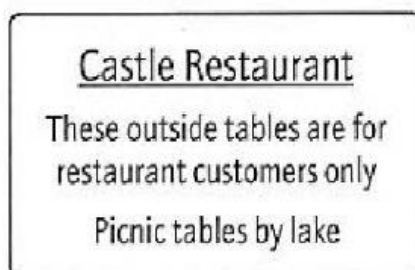 Castle Restaurant
These outside tables are for
restaurant customers only
Picnic tables by lake